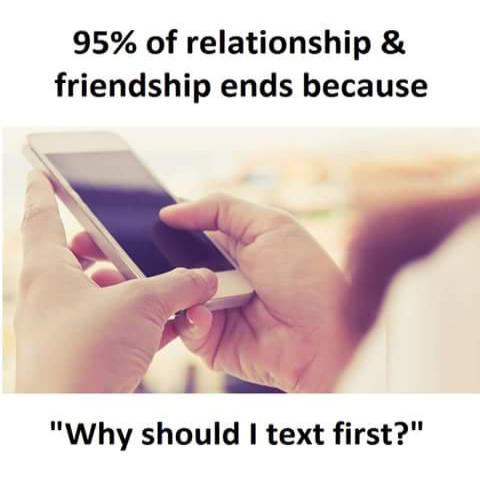 95% of relationship &
friendship ends because
"Why should I text first?"